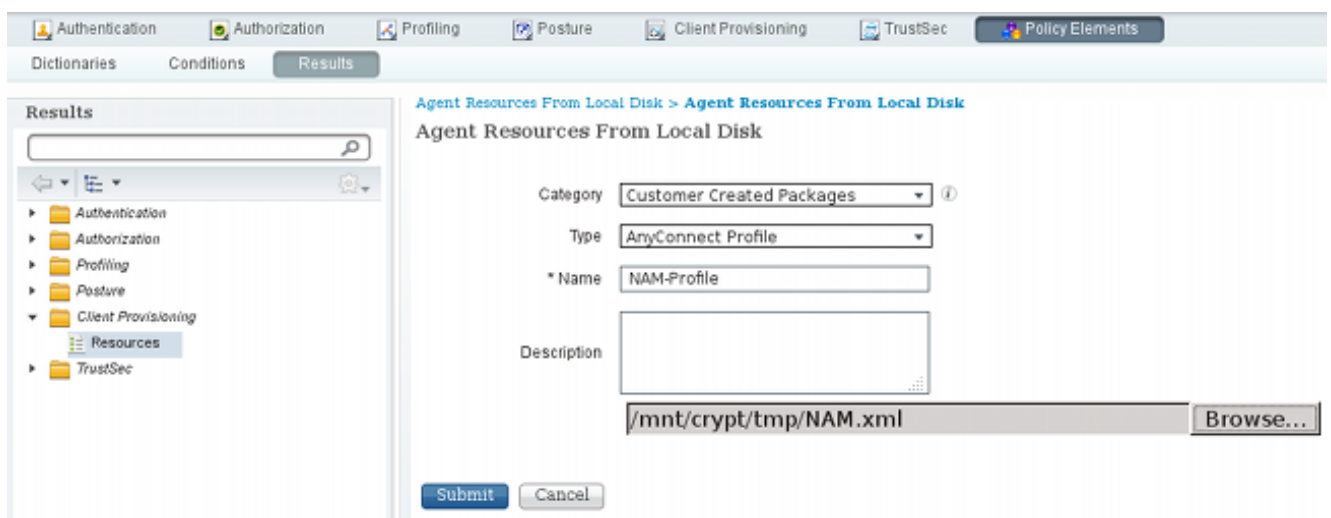 Authentication Authorization Profiling Posture Client Provisioning TrustSec Policy Elements
Dictionaries Conditions Results
Results
Authentication
Authorization
Profiling
Posture
Client Provisioning
Resources
TrustSec
Agent Resources From Local Disk > Agent Resources From Local Disk
Agent Resources From Local Disk
Category Customer Created Packages
Type AnyConnect Profile
* Name NAM-Profile
Description
/mnt/crypt/tmp/NAM.xml Browse...
Submit Cancel